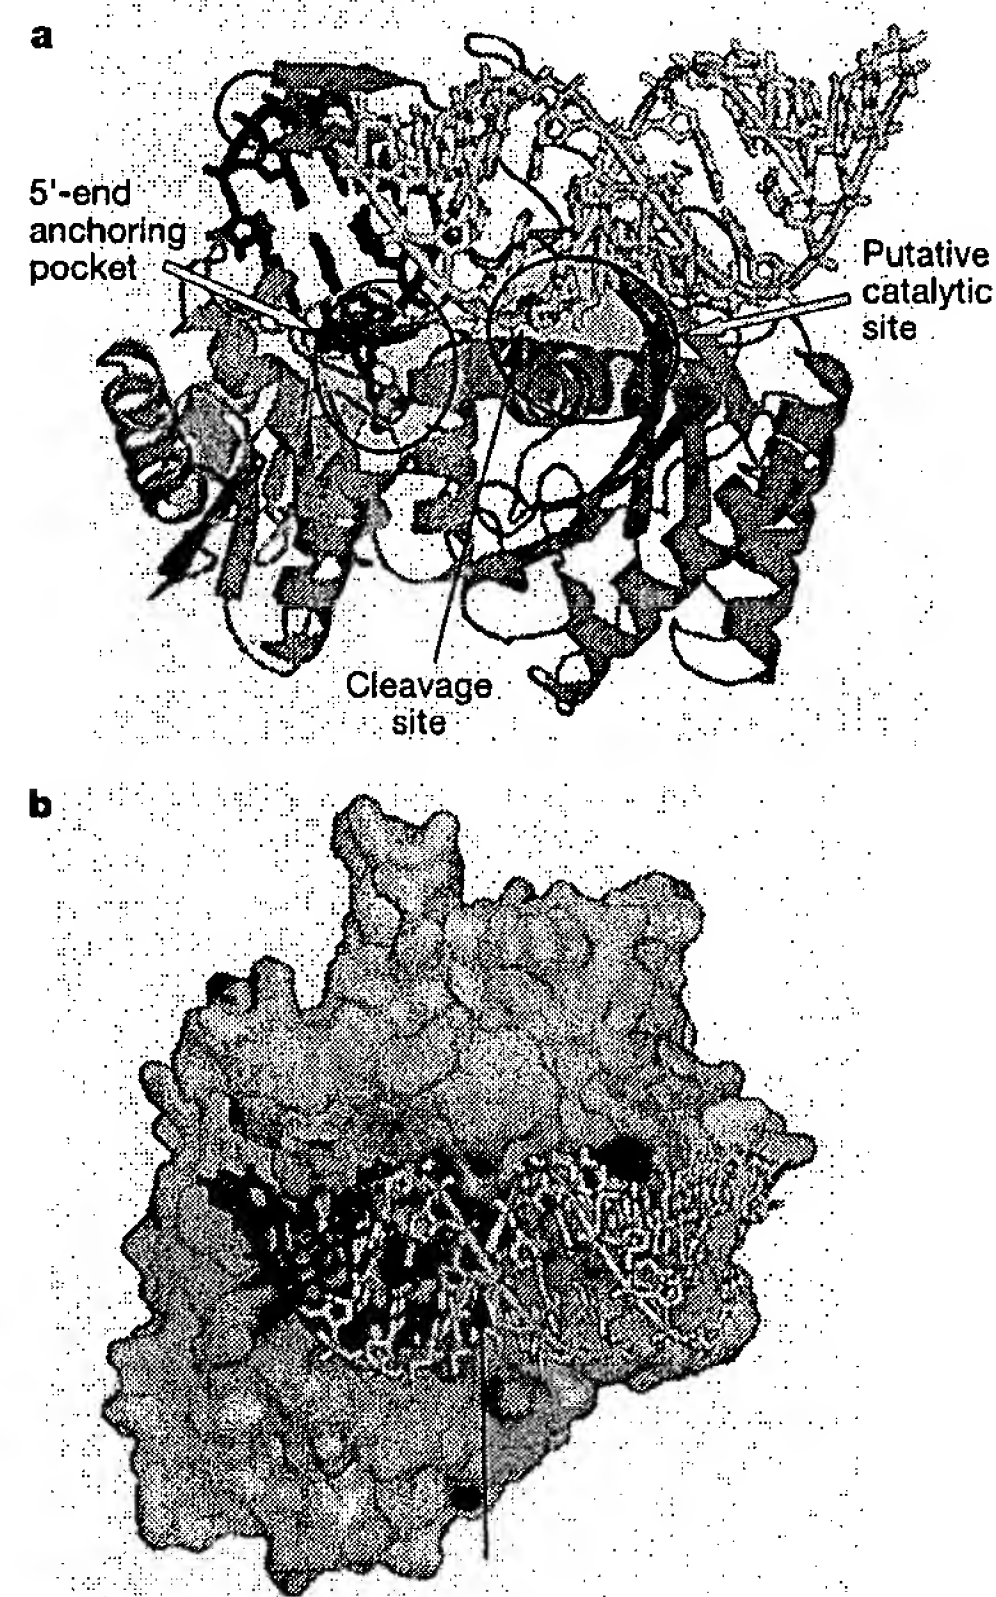 a
5'-end
anchoring
pocket
Putative
catalytic
site
Cleavage
site
b